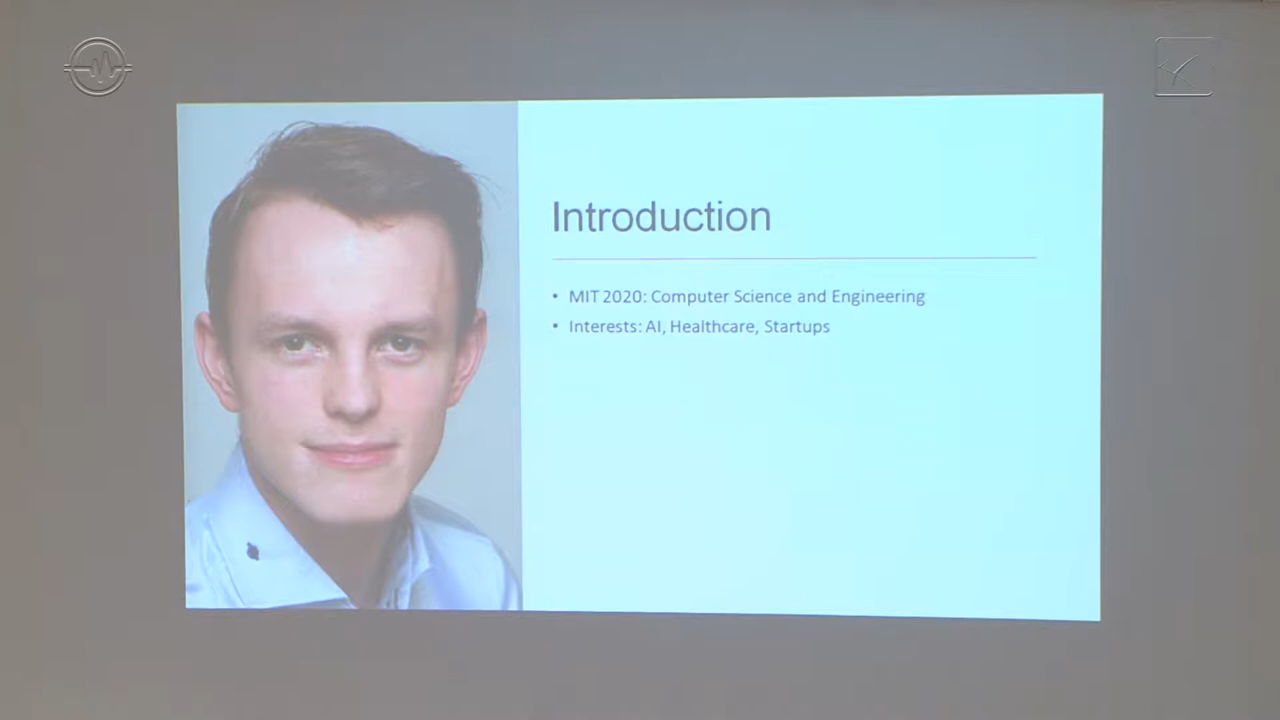 Introduction
• MIT 2020: Computer Science and Engineering
• Interests: AI, Healthcare, Startups